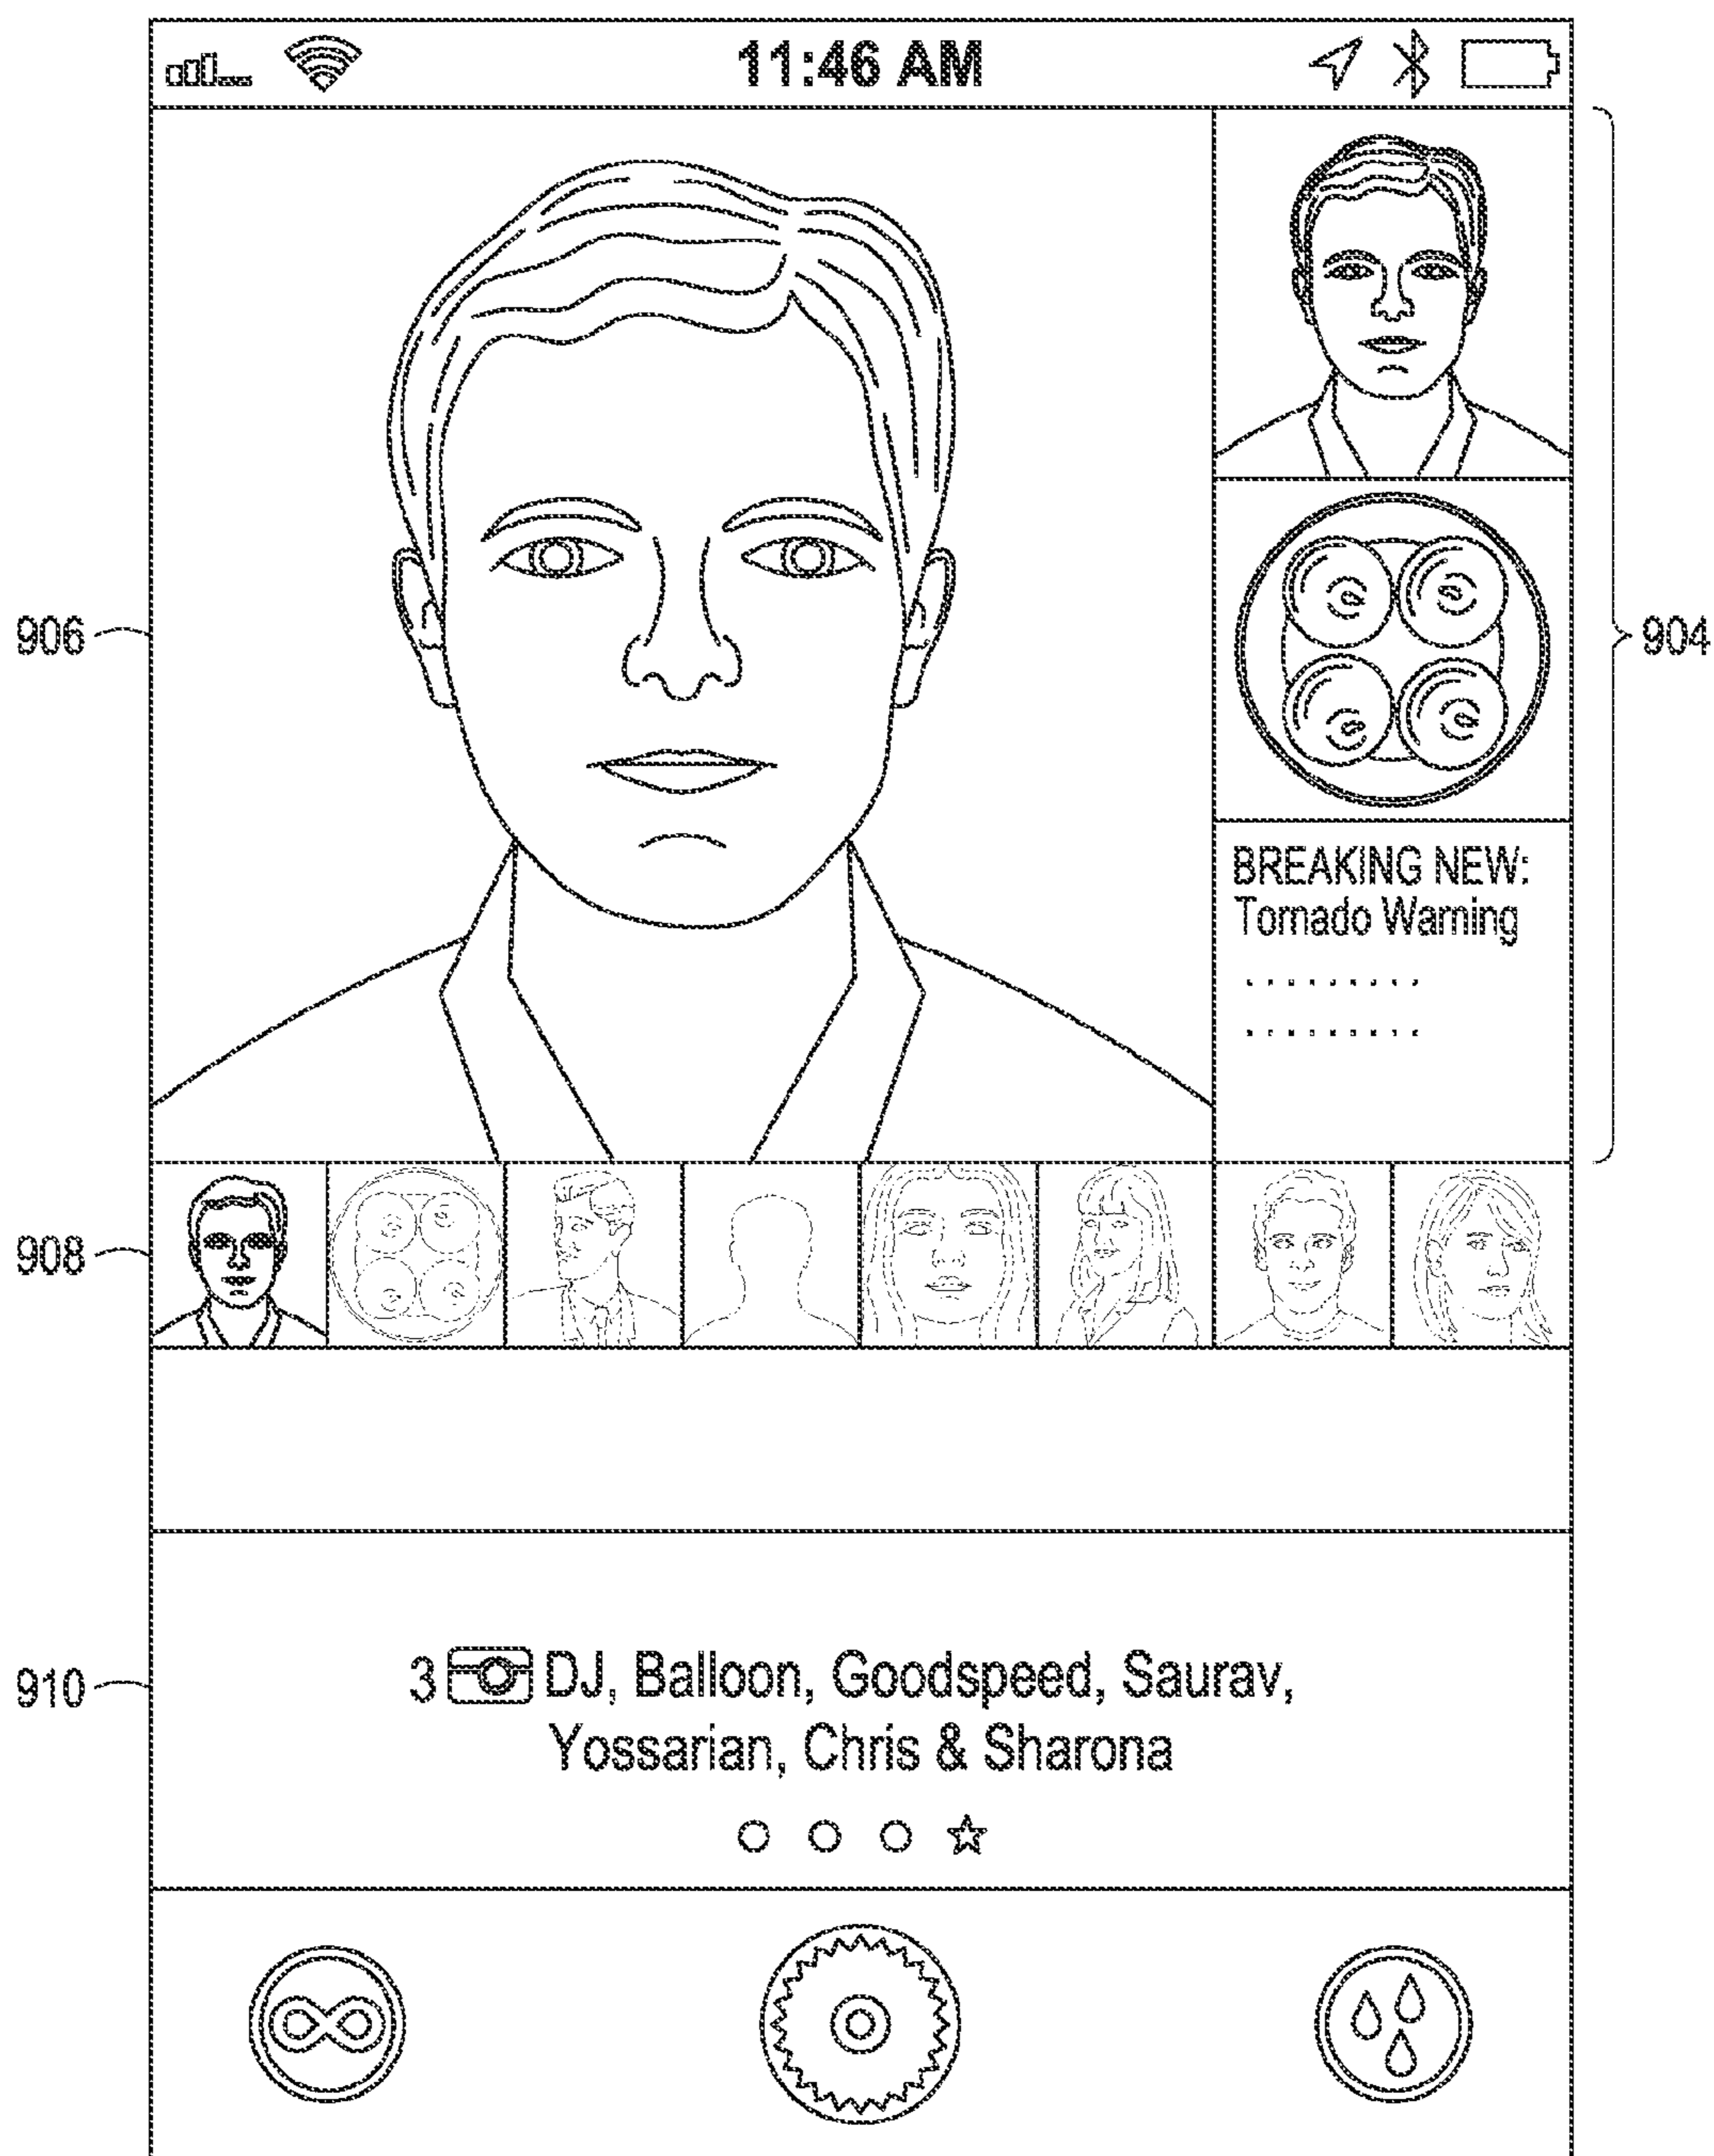 11:46 AM
906
904
BREAKING NEW:
Tornado Warning
908
910
3 DJ, Balloon, Goodspeed, Saurav,
Yossarian, Chris & Sharona